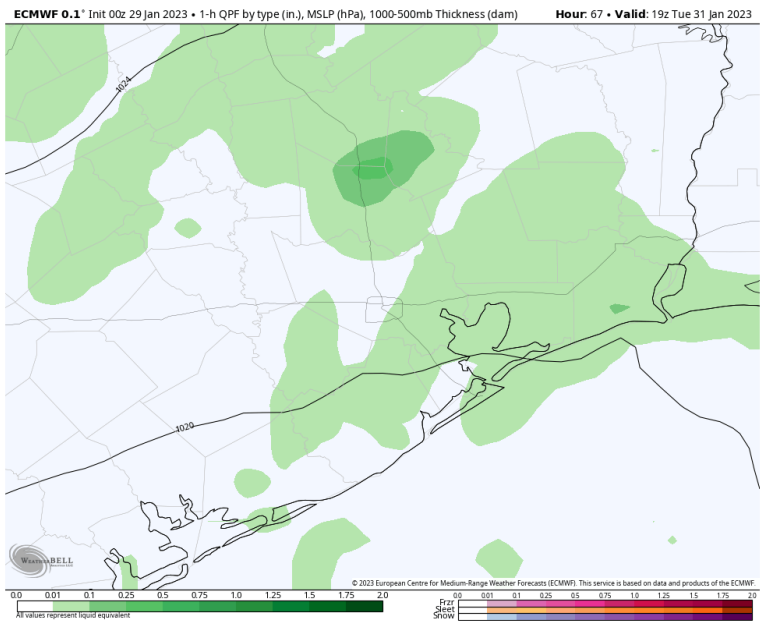 ECMWF 0.1° Init 00z 29 Jan 2023 • 1-h QPF by type (in.), MSLP (hPa), 1000-500mb Thickness (dam) Hour: 67 • Valid: 19z Tue 31 Jan 2023
1024
1020
WEATHERBELL
© 2023 European Centre for Medium-Range Weather Forecasts (ECMWF). This service is based on data and products of the ECMWF.
0.0 0.01 0.1 0.25 0.5 0.75 1.0 1.25 1.5 1.75 2.0
All values represent liquid equivalent
0.0 0.01 0.1 0.25 0.5 0.75 1.0 1.25 1.5 1.75 2.0
Frzr
Sleet
Snow